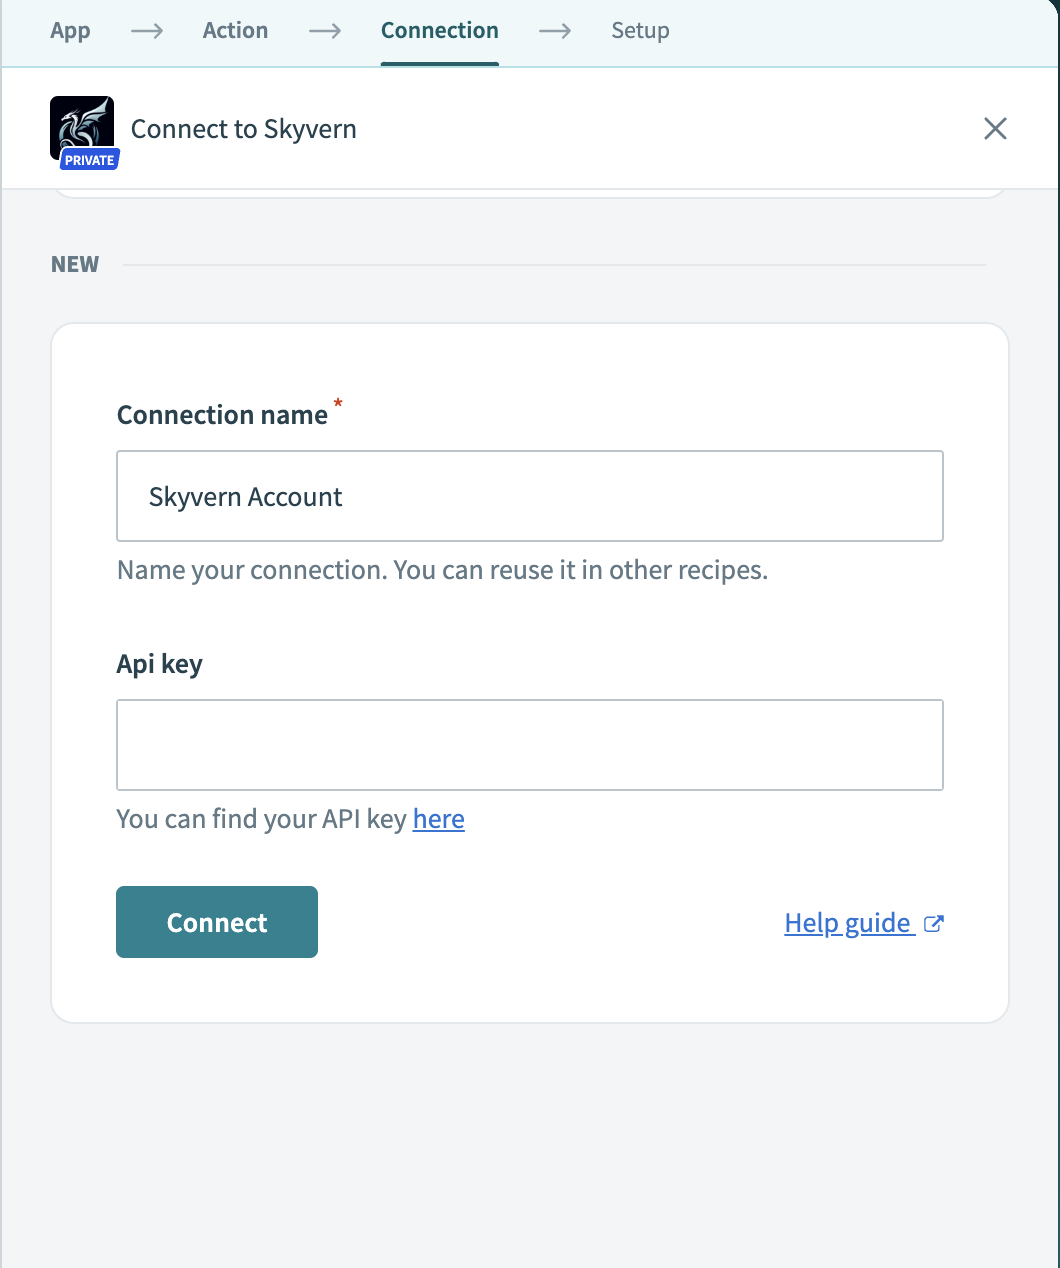 App → Action → Connection → Setup
Connect to Skyvern
PRIVATE
NEW
Connection name *
Skyvern Account
Name your connection. You can reuse it in other recipes.
Api key
You can find your API key here
Connect
Help guide